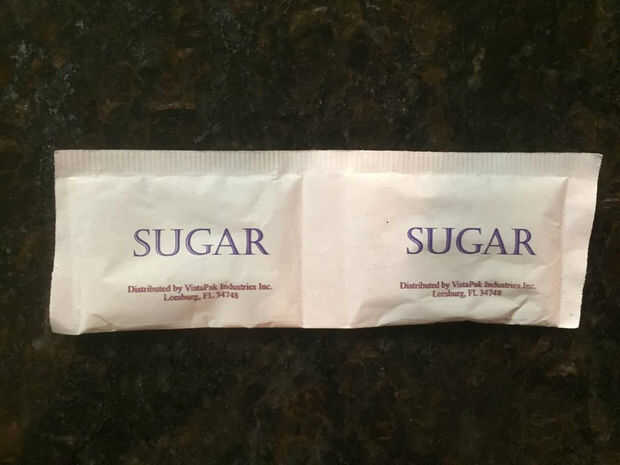 SUGAR
Distributed by VistaPak Industries Inc.
Leesburg, FL 34748
SUGAR
Distributed by VistaPak Industries Inc.
Leesburg, FL 34748